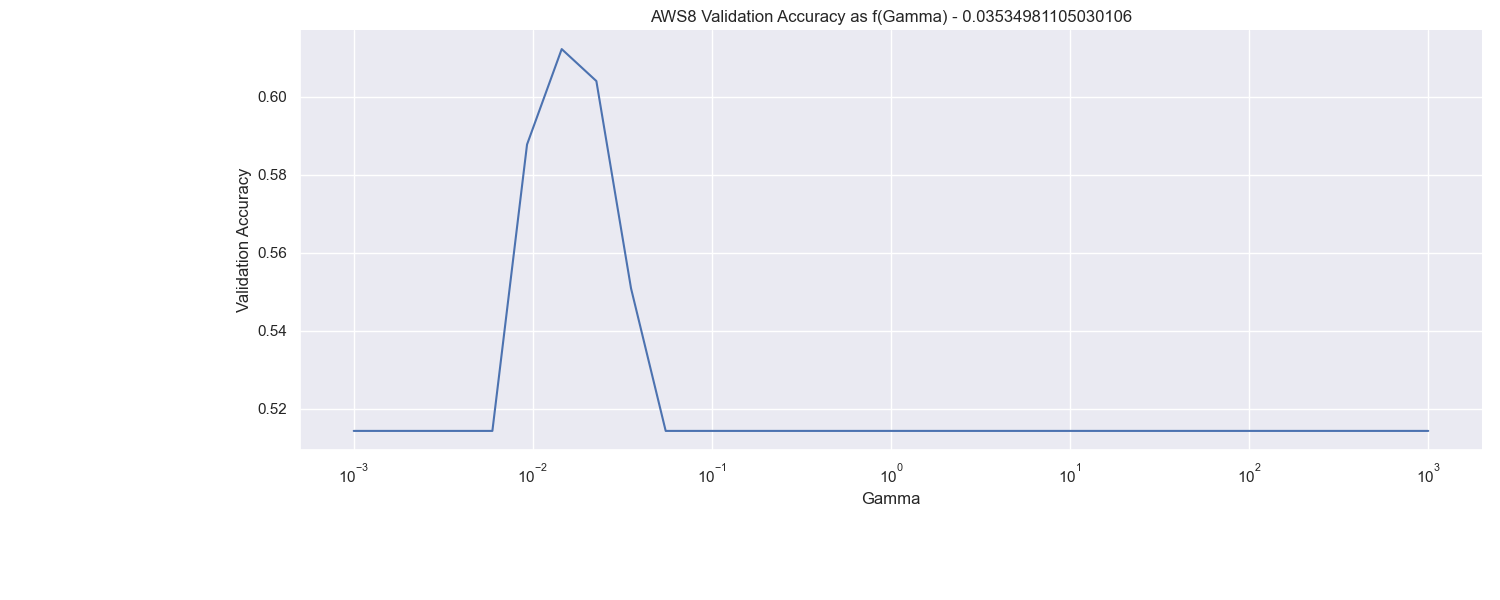 AWS8 Validation Accuracy as f(Gamma) - 0.03534981105030106
Validation Accuracy
0.60
0.58
0.56
0.54
0.52
10⁻³ 10⁻² 10⁻¹ 10⁰ 10¹ 10² 10³
Gamma